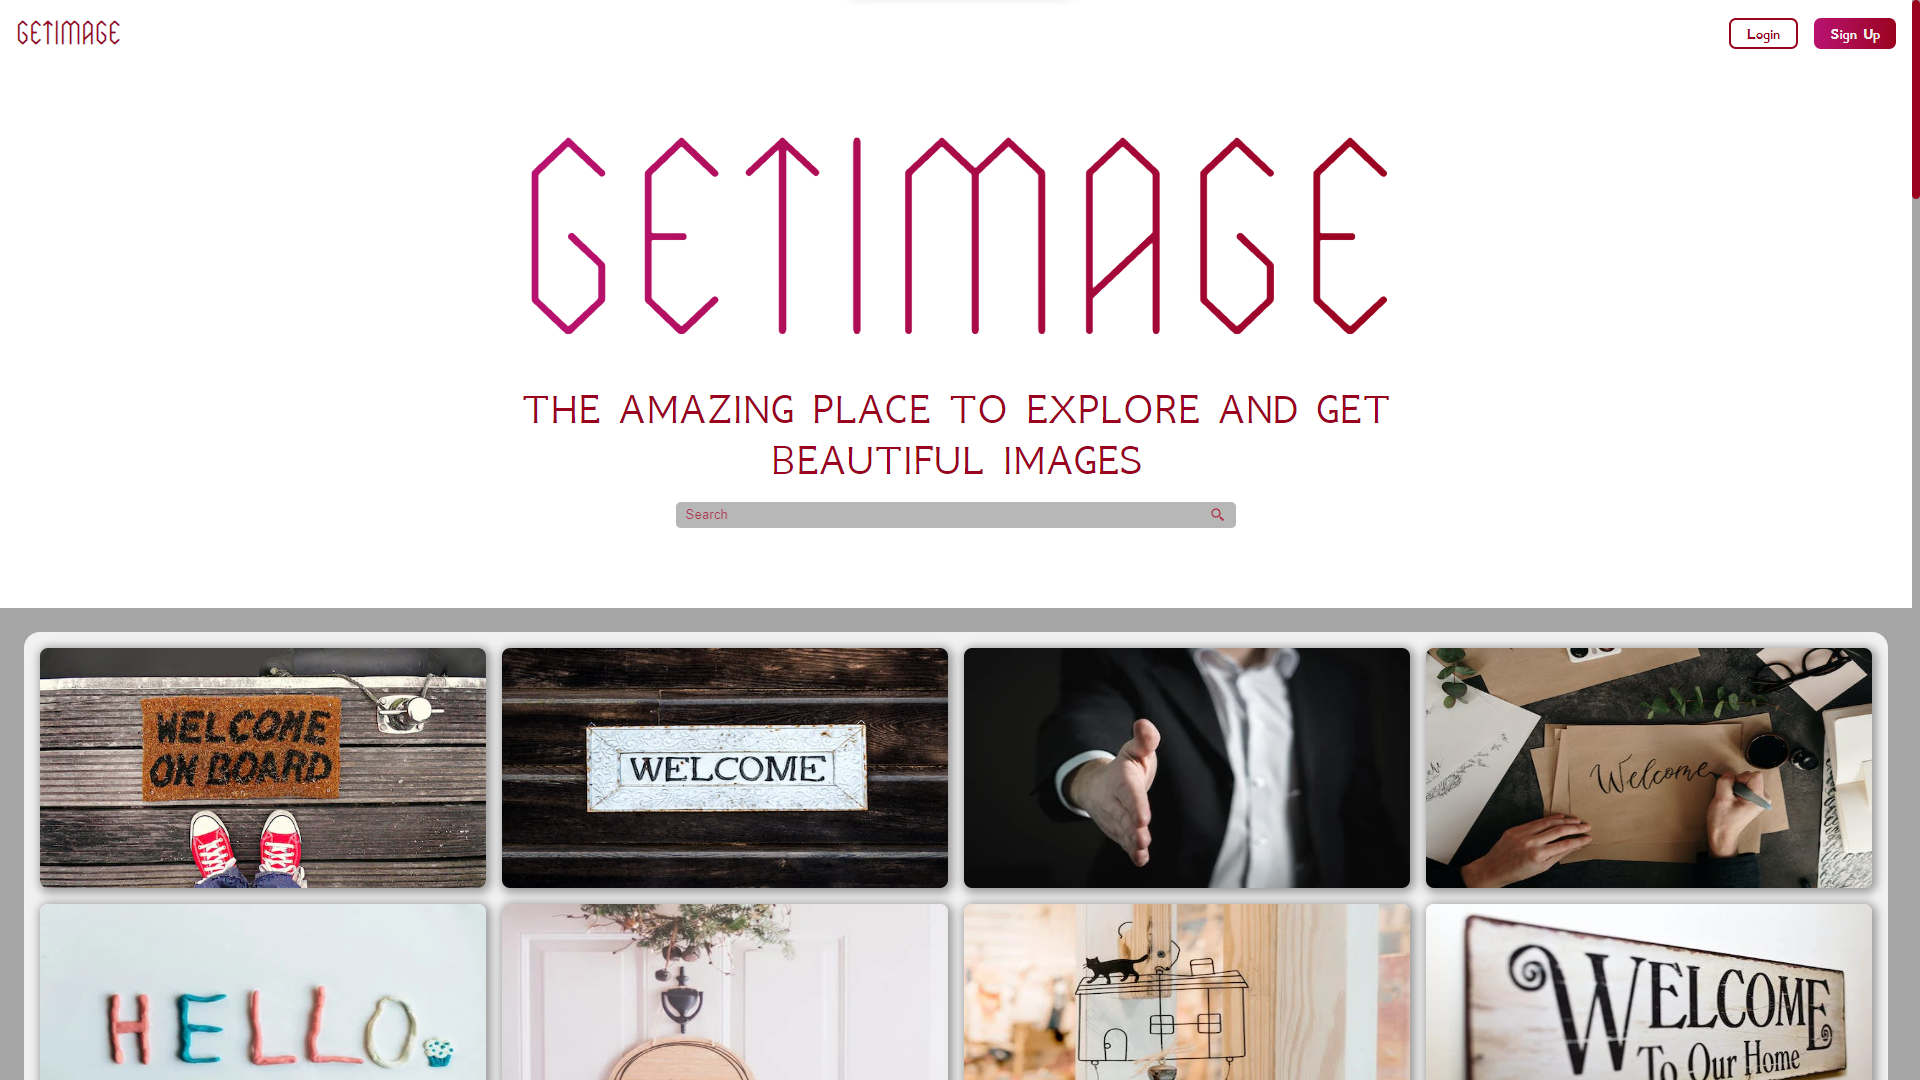 GETIMAGE
Login
Sign Up
GETIMAGE
THE AMAZING PLACE TO EXPLORE AND GET
BEAUTIFUL IMAGES
Search
WELCOME
ON BOARD
WELCOME
Welcome
HELLO.
WELCOME
To Our Home